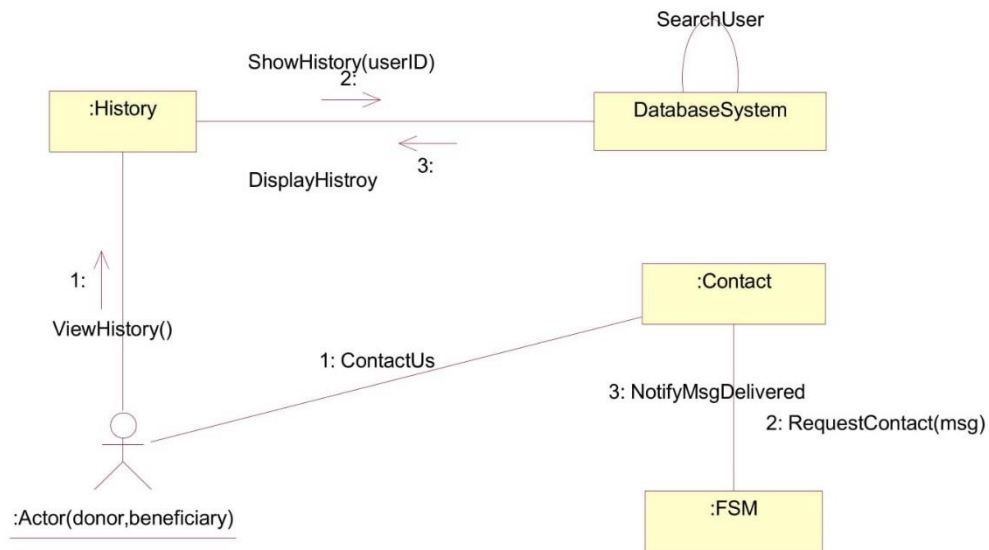 SearchUser
ShowHistory(userID)
2:
:History
DatabaseSystem
3:
DisplayHistroy
1:
ViewHistory()
:Contact
1: ContactUs
3: NotifyMsgDelivered
2: RequestContact(msg)
:Actor(donor,beneficiary)
:FSM